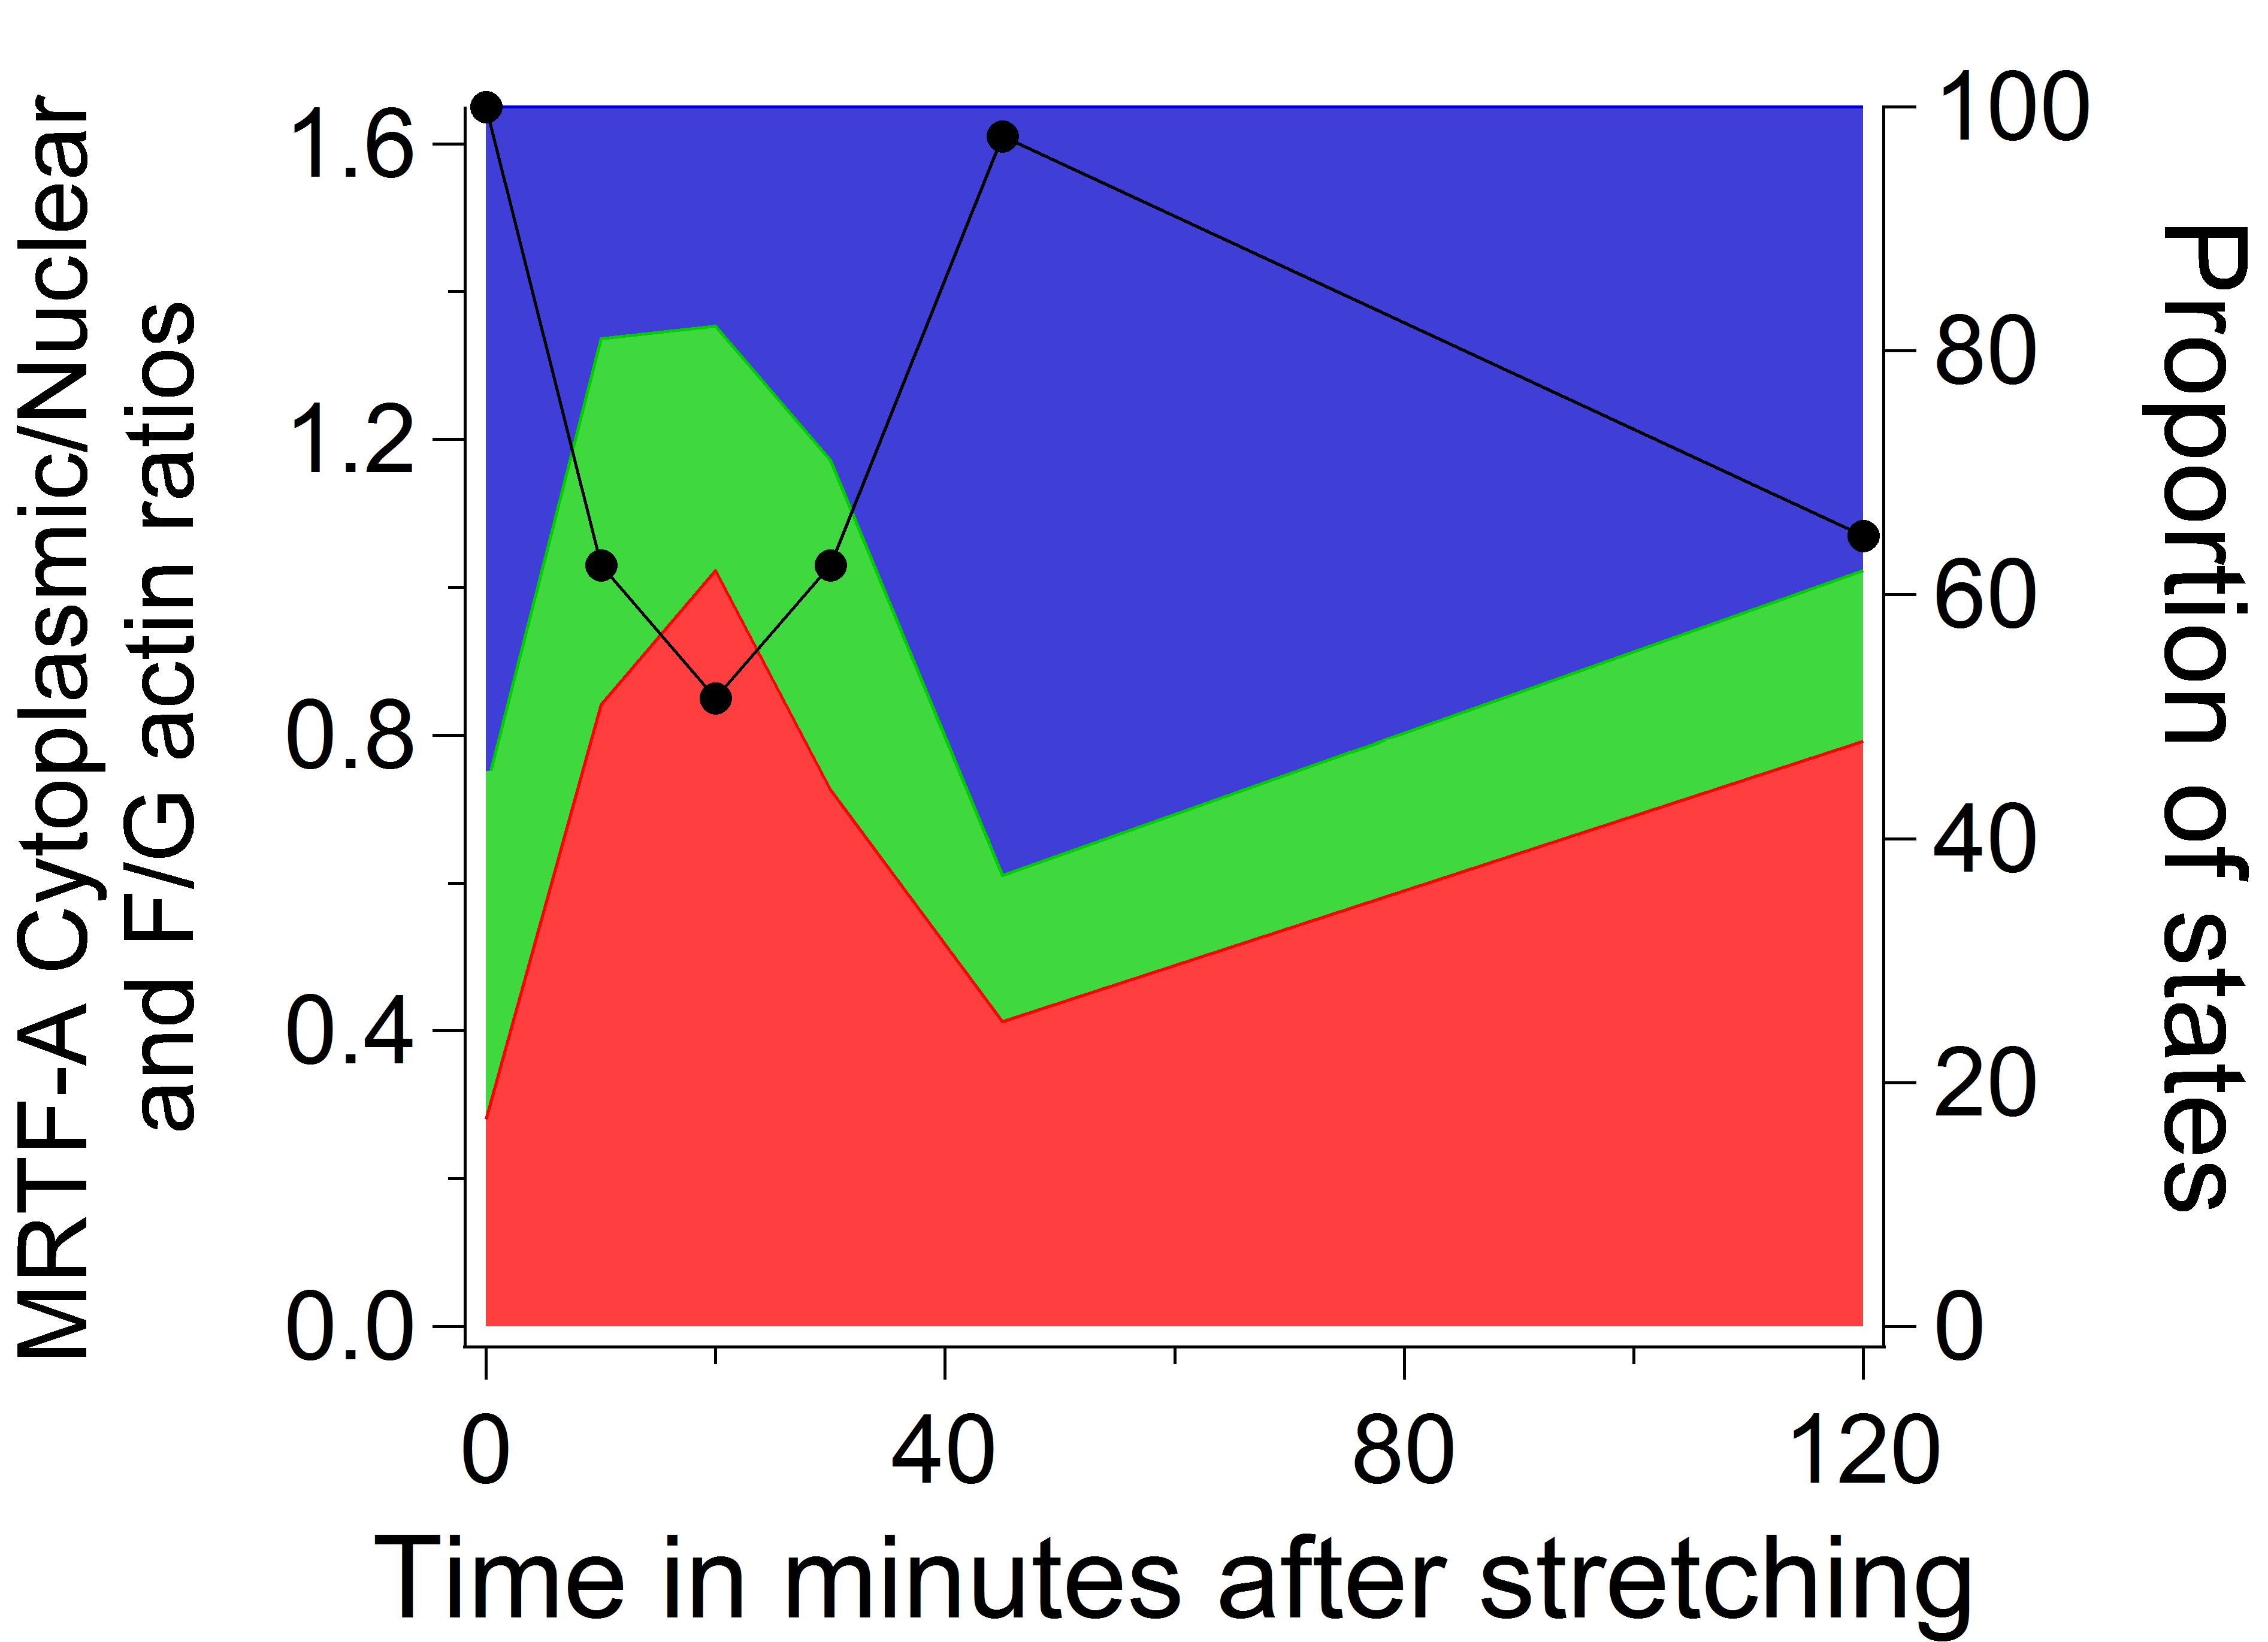 MRTF-A Cytoplasmic/Nuclear
and F/G actin ratios
1.6
1.2
0.8
0.4
0.0
100
80
60
40
20
0
Proportion of states
0 40 80 120
Time in minutes after stretching